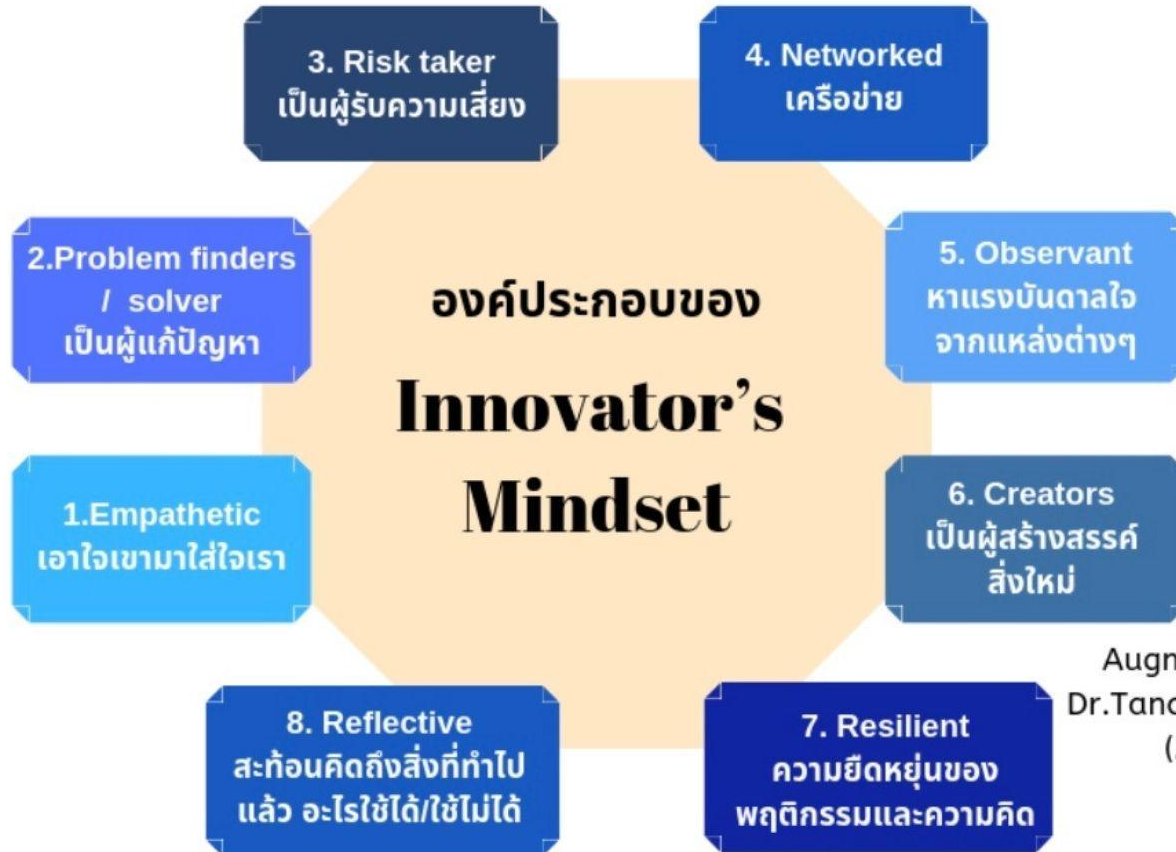 3. Risk taker
เป็นผู้รับความเสี่ยง
4. Networked
เครือข่าย
2.Problem finders
/ solver
เป็นผู้แก้ปัญหา
5. Observant
หาแรงบันดาลใจ
จากแหล่งต่างๆ
องค์ประกอบของ
Innovator's
Mindset
1.Empathetic
เอาใจเขามาใส่ใจเรา
6. Creators
เป็นผู้สร้างสรรค์
สิ่งใหม่
8. Reflective
สะท้อนคิดถึงสิ่งที่ทำไป
แล้ว อะไรใช้ได้/ใช้ไม่ได้
7. Resilient
ความยืดหยุ่นของ
พฤติกรรมและความคิด